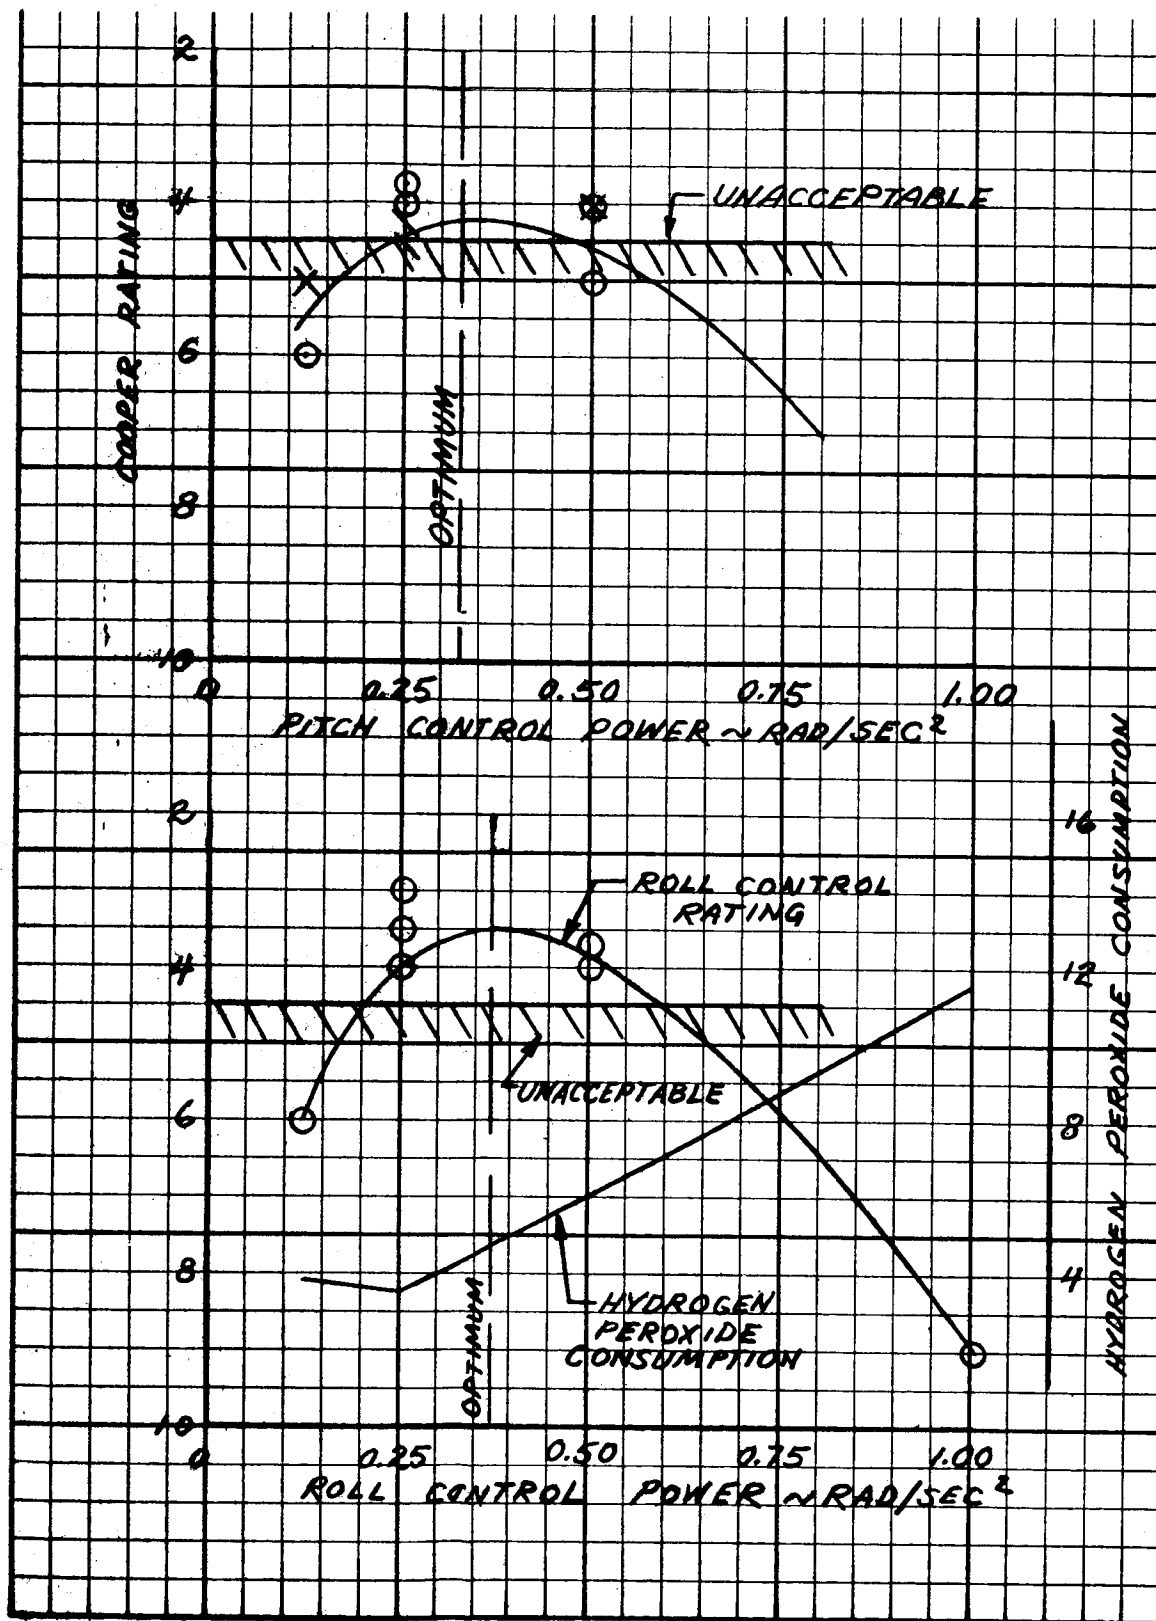 2
4
UNACCEPTABLE
COOPER RATING
6
OPTIMUM
8
10
0 0.25 0.50 0.75 1.00
PITCH CONTROL POWER ~ RAD/SEC²
2
16
ROLL CONTROL
RATING
4
12
UNACCEPTABLE
6
8
HYDROGEN PEROXIDE CONSUMPTION
8
4
OPTIMUM
HYDROGEN
PEROXIDE
CONSUMPTION
10
0 0.25 0.50 0.75 1.00
ROLL CONTROL POWER ~ RAD/SEC²